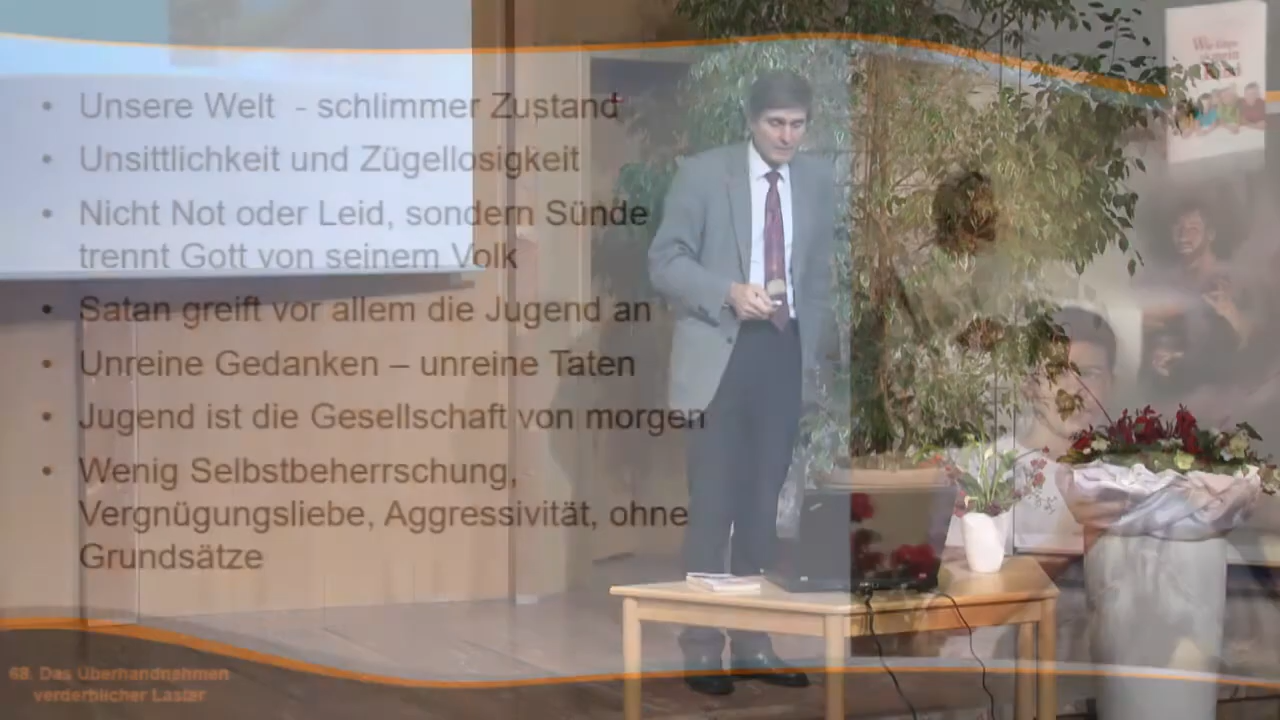 • Unsere Welt - schlimmer Zustand
• Unsittlichkeit und Zügellosigkeit
• Nicht Not oder Leid, sondern Sünde
trennt Gott von seinem Volk
• Satan greift vor allem die Jugend an
• Unreine Gedanken – unreine Taten
• Jugend ist die Gesellschaft von morgen
• Wenig Selbstbeherrschung,
Vergnügungsliebe, Aggressivität, ohne
Grundsätze
68. Das Überhandnehmen
verderblicher Laster